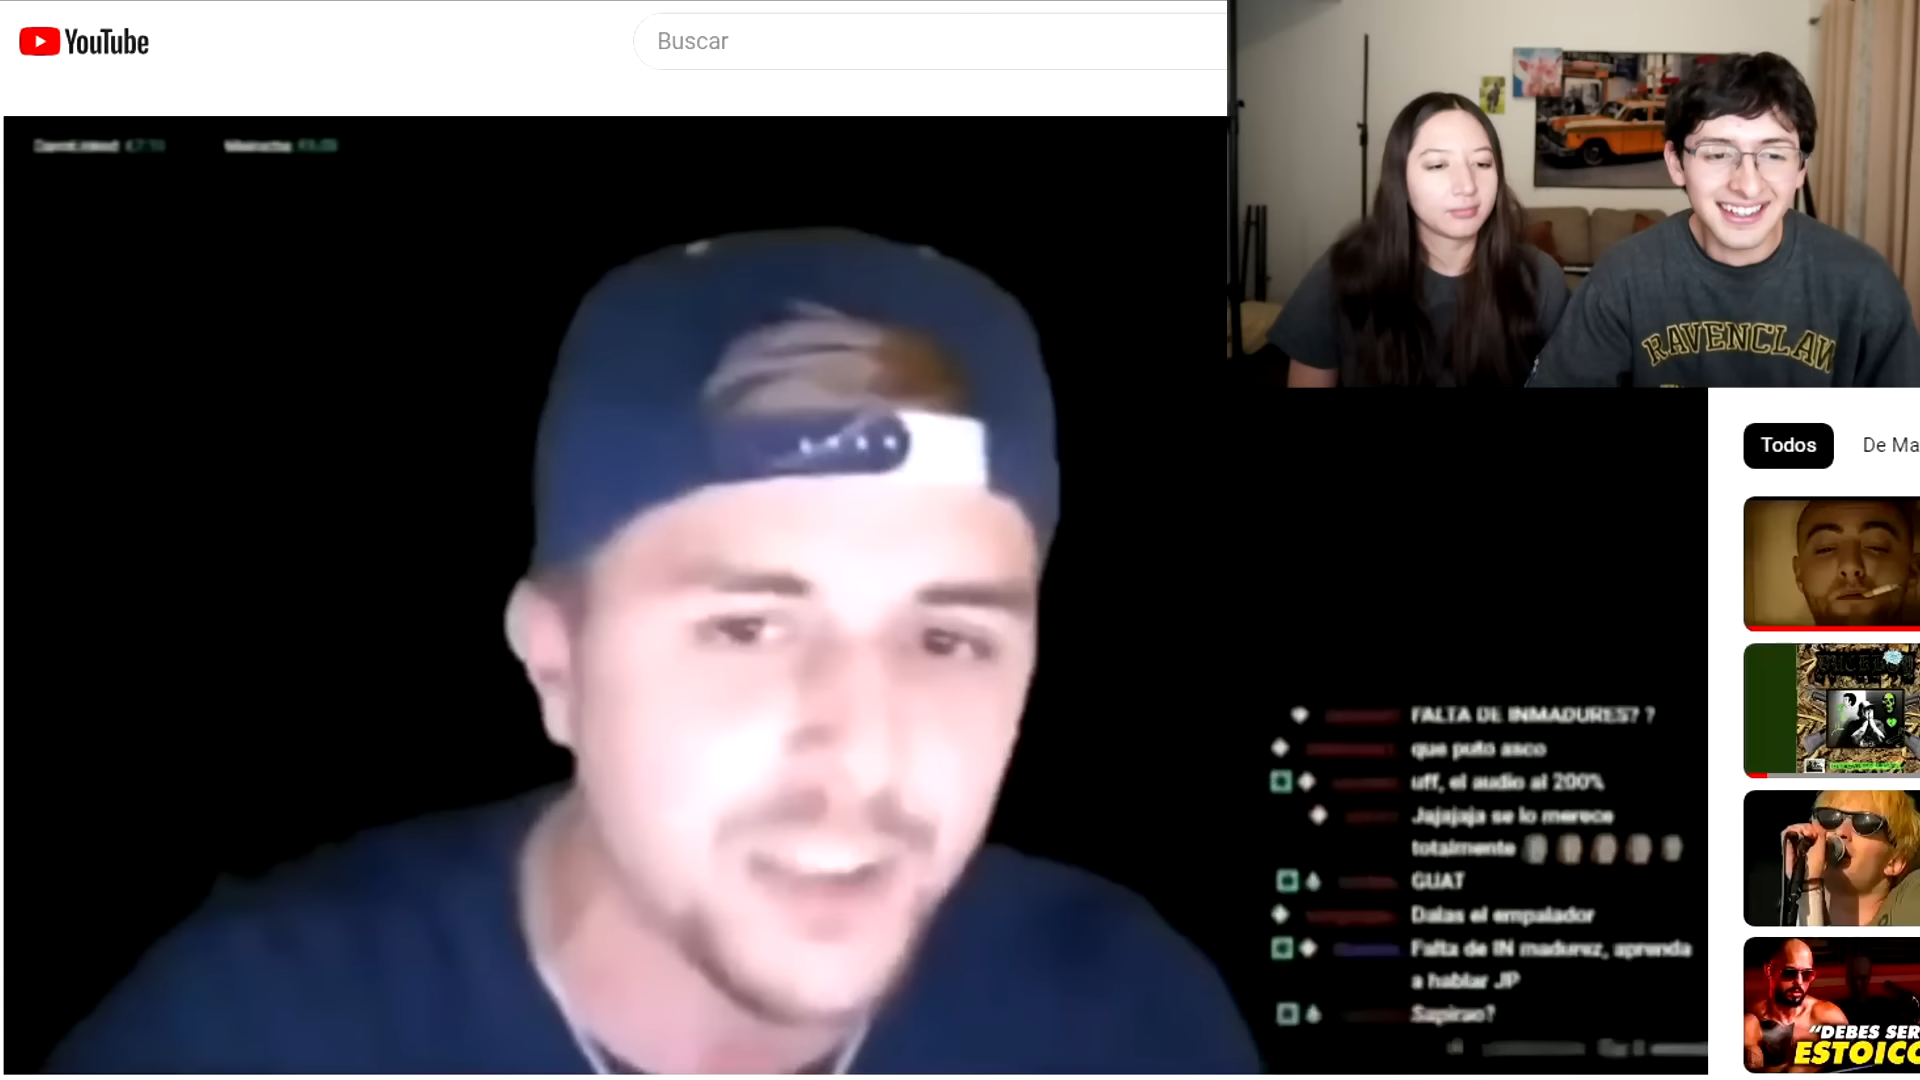 YouTube
Buscar
RAVENCLAW
Todos
De Ma
FALTA DE INMADURES? ?
que puto asco
uff, el audio al 200%
Jajajaja se lo merece
totalmente
GUAT
Dalas el empalador
Falta de IN madurez, aprenda
a hablar JP
Sapirao?
"DEBES SER
ESTOICO